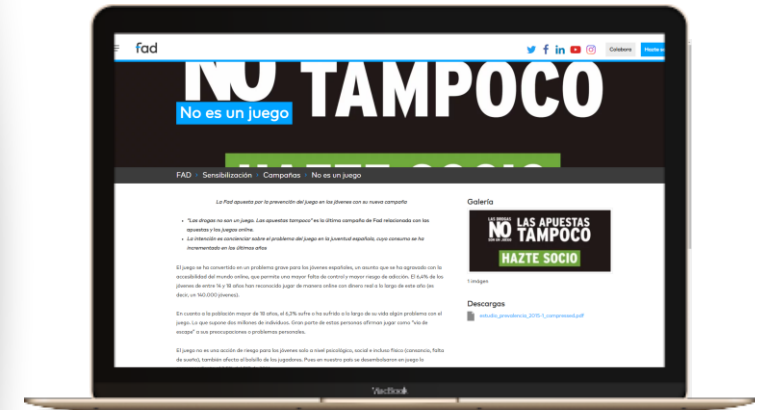 fad
Colabora
NO TAMPOCO
No es un juego
HAZTE SOCIO
FAD > Sensibilización > Campañas > No es un juego
La Fad apuesta por la prevención del juego en los jóvenes con su nueva campaña
• "Las drogas no son un juego. Las apuestas tampoco" es la última campaña de Fad relacionada con las
apuestas y los juegos online.
• La intención es concienciar sobre el problema del juego en la juventud española, cuyo consumo se ha
incrementado en los últimos años
El juego se ha convertido en un problema grave para los jóvenes españoles, un asunto que se ha agravado con la
accesibilidad del mundo online, que permite una mayor falta de control y mayor riesgo de adicción. El 6,4% de los
jóvenes de entre 14 y 18 años han reconocido jugar de manera online con dinero real a lo largo de este año (es
decir, un 140.000 jóvenes).
En cuanto a la población mayor de 18 años, el 6,2% sufre o ha sufrido a lo largo de su vida algún problema con el
juego. Lo que supone dos millones de individuos. Gran parte de estas personas afirman jugar como "vía de
escape" a sus preocupaciones o problemas personales.
El juego no es una acción de riesgo para los jóvenes solo a nivel psicológico, social e incluso físico (cansancio, falta
de sueño), también afecta al bolsillo de los jugadores. Pues en nuestro país se desembolsaron en juego la
Galería
LAS DROGAS
NO
SON UN JUEGO
LAS APUESTAS
TAMPOCO
HAZTE SOCIO
1 imágen
Descargas
estudio_prevalencia_2015-1_compressed.pdf
MacBook